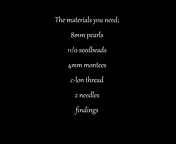 The materials you need;
8mm pearls
11/0 seedbeads
4mm montees
c-lon thread
2 needles
findings